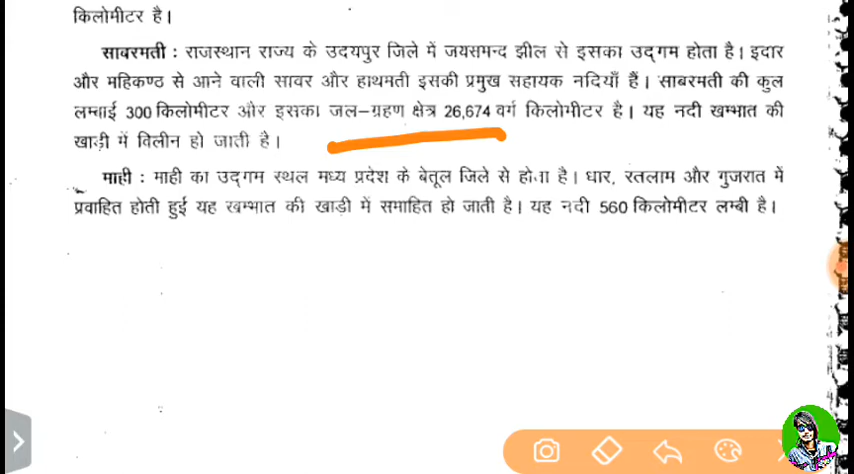 किलोमीटर है।
साबरमती : राजस्थान राज्य के उदयपुर जिले में जयसमन्द झील से इसका उद्गम होता है। इदार
और महिकण्ठ से आने वाली सावर और हाथमती इसकी प्रमुख सहायक नदियाँ हैं। साबरमती की कुल
लम्बाई 300 किलोमीटर और इसका जल-ग्रहण क्षेत्र 26,674 वर्ग किलोमीटर है। यह नदी खम्भात की
खाड़ी में विलीन हो जाती है।
माही : माही का उद्गम स्थल मध्य प्रदेश के बेतूल जिले से होता है। धार, रतलाम और गुजरात में
प्रवाहित होती हुई यह खम्भात की खाड़ी में समाहित हो जाती है। यह नदी 560 किलोमीटर लम्बी है।